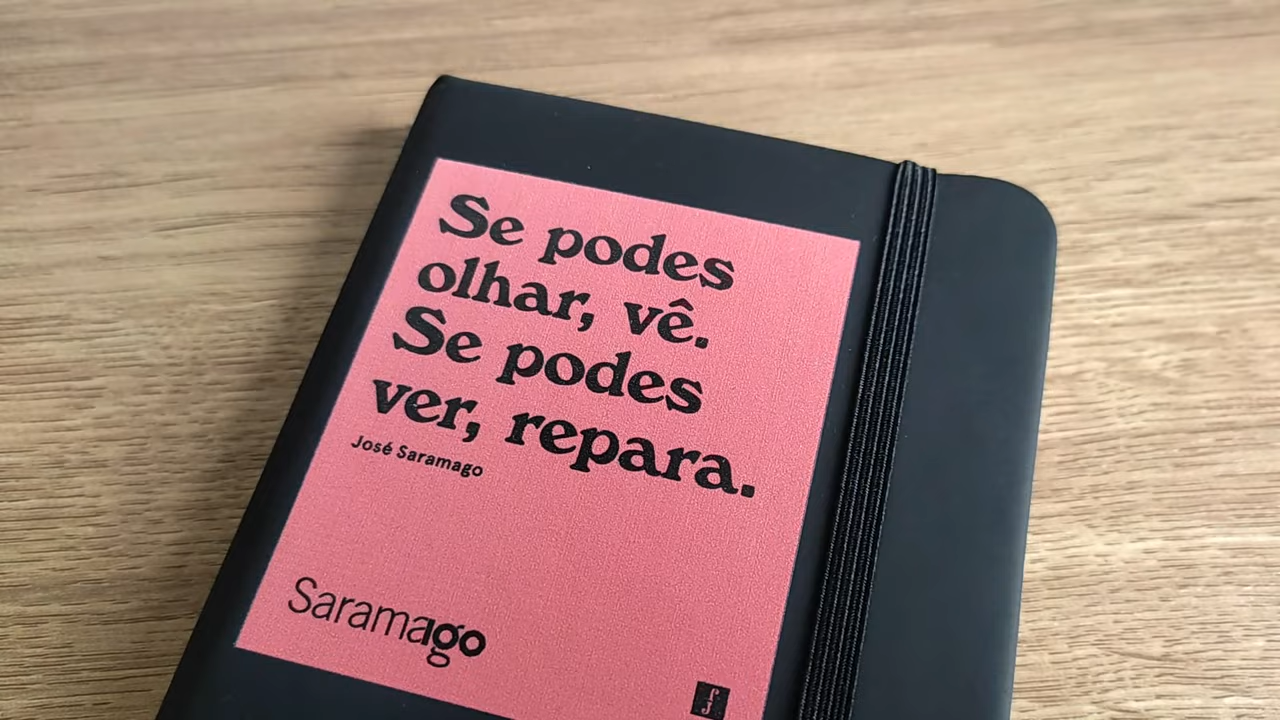 Se podes
olhar, vê.
Se podes
ver, repara.
José Saramago
Saramago